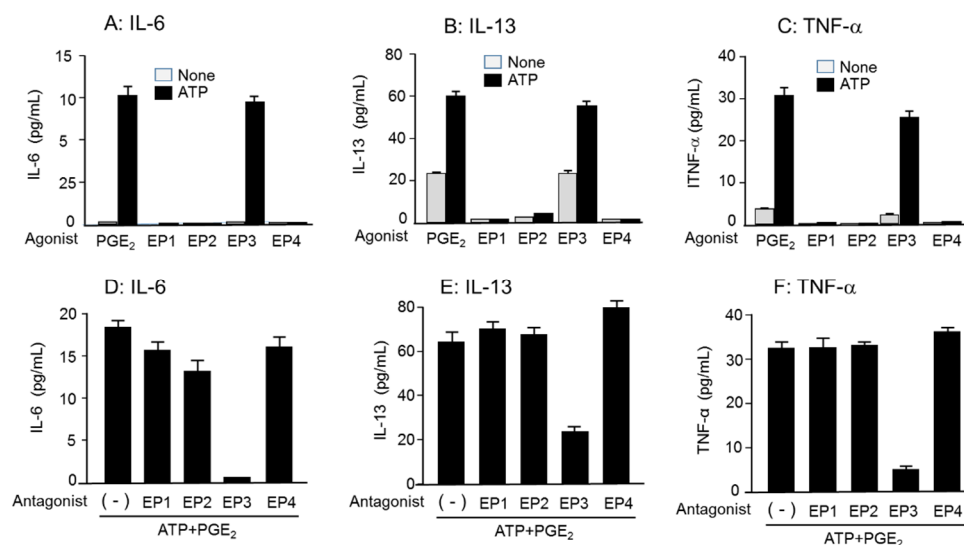 A: IL-6
IL-6 (pg/mL)
15
10
5
25
0
None
ATP
Agonist
PGE₂ EP1 EP2 EP3 EP4
B: IL-13
IL-13 (pg/mL)
80
60
40
20
0
None
ATP
Agonist
PGE₂ EP1 EP2 EP3 EP4
C: TNF-α
ITNF-α (pg/mL)
40
30
20
10
0
None
ATP
Agonist
PGE₂ EP1 EP2 EP3 EP4
D: IL-6
IL-6 (pg/mL)
20
15
10
5
0
Antagonist
(-) EP1 EP2 EP3 EP4
ATP+PGE₂
E: IL-13
IL-13 (pg/mL)
80
60
40
20
0
Antagonist
(-) EP1 EP2 EP3 EP4
ATP+PGE₂
F: TNF-α
TNF-α (pg/mL)
40
30
20
10
0
Antagonist
(-) EP1 EP2 EP3 EP4
ATP+PGE₂